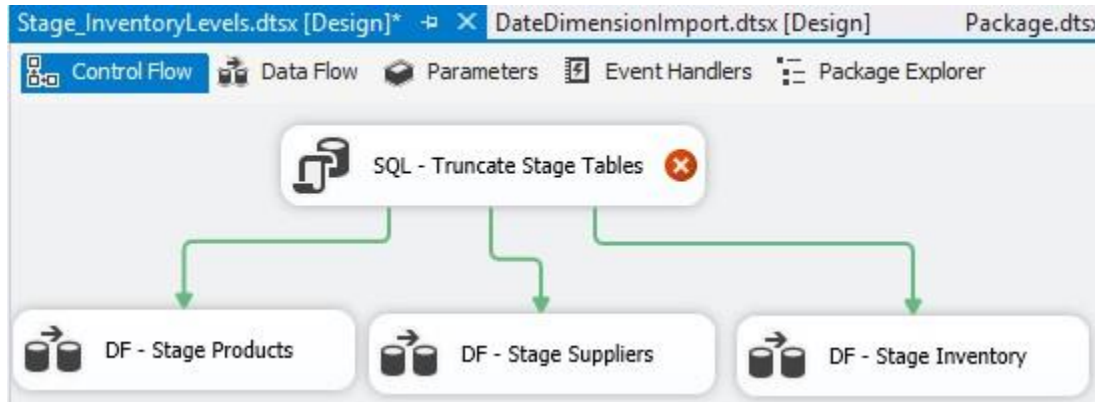 Stage_InventoryLevels.dtsx [Design]* DateDimensionImport.dtsx [Design] Package.dtsx
Control Flow Data Flow Parameters Event Handlers Package Explorer
SQL - Truncate Stage Tables
DF - Stage Products DF - Stage Suppliers DF - Stage Inventory